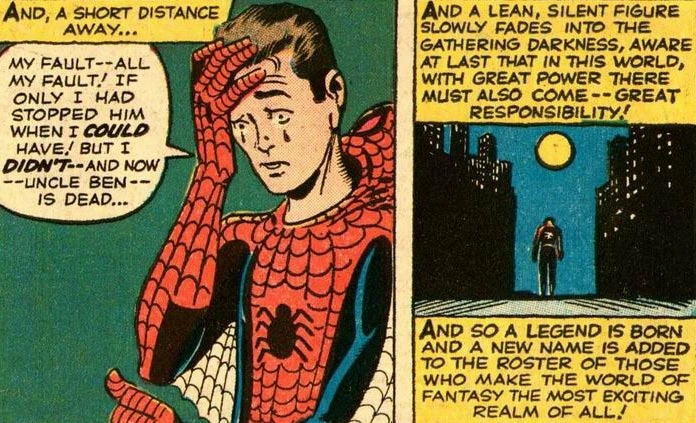 AND, A SHORT DISTANCE
AWAY...
MY FAULT--ALL
MY FAULT! IF
ONLY I HAD
STOPPED HIM
WHEN I COULD
HAVE! BUT I
DIDN'T--AND NOW
--UNCLE BEN--
IS DEAD...
AND A LEAN, SILENT FIGURE
SLOWLY FADES INTO THE
GATHERING DARKNESS, AWARE
AT LAST THAT IN THIS WORLD,
WITH GREAT POWER THERE
MUST ALSO COME--GREAT
RESPONSIBILITY!
AND SO A LEGEND IS BORN
AND A NEW NAME IS ADDED
TO THE ROSTER OF THOSE
WHO MAKE THE WORLD OF
FANTASY THE MOST EXCITING
REALM OF ALL!